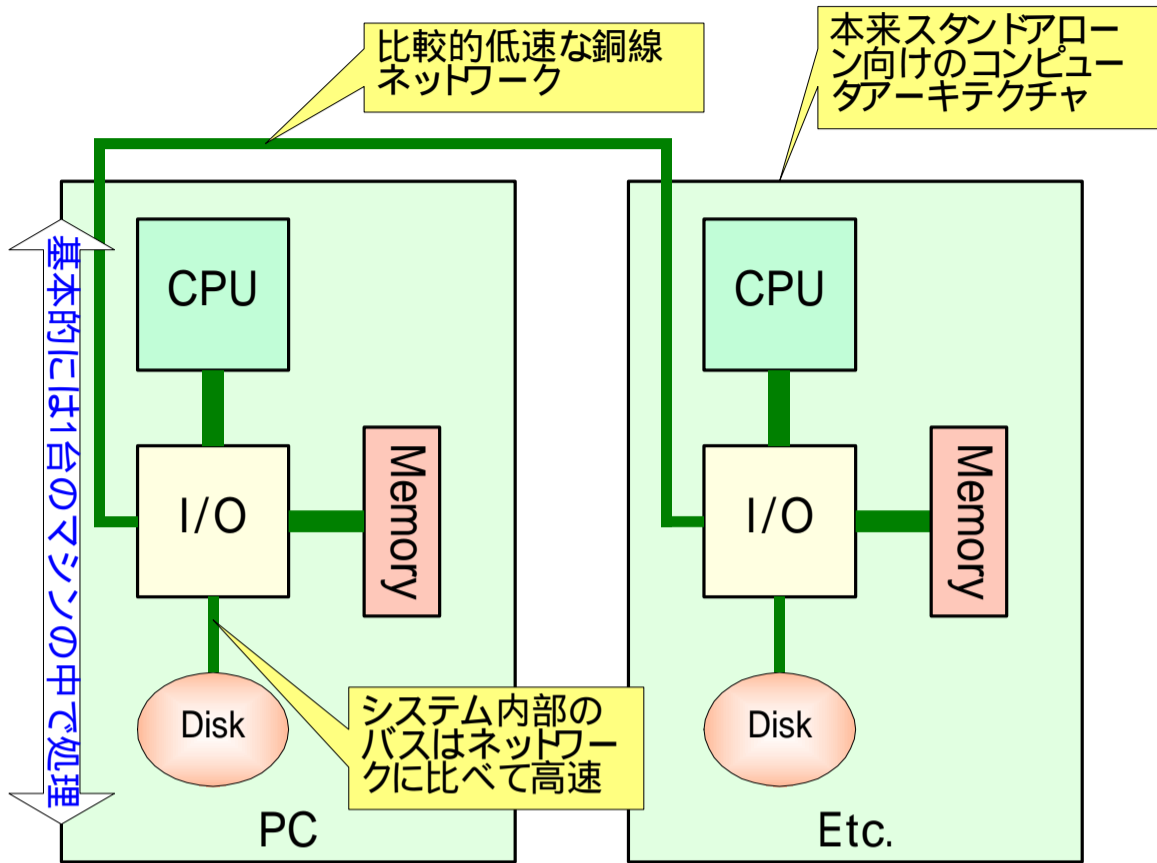 比較的低速な銅線
ネットワーク
本来スタンドアロー
ン向けのコンピュー
タアーキテクチャ
基本的には1台のマシンの中で処理
CPU
I/O
Memory
Disk
システム内部の
バスはネットワー
クに比べて高速
PC
CPU
I/O
Memory
Disk
Etc.